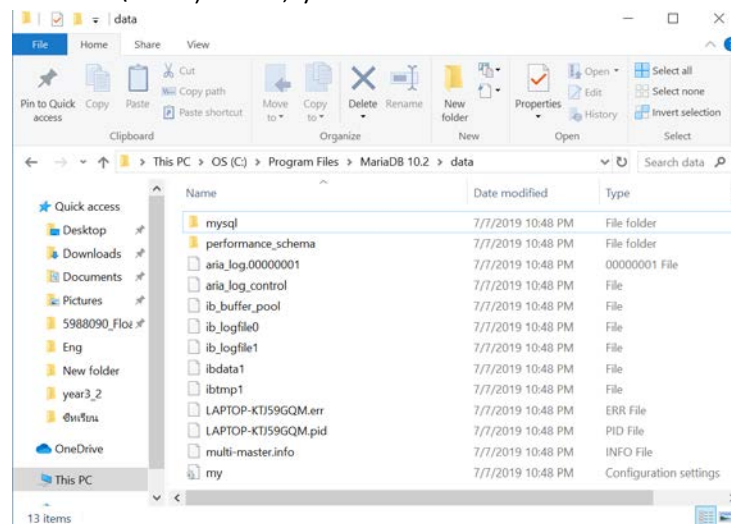 data
File Home Share View
Pin to Quick access
Copy
Paste
Cut
Copy path
Paste shortcut
Clipboard
Move to
Copy to
Delete
Rename
Organize
New folder
New
Properties
Open
Edit
History
Open
Select all
Select none
Invert selection
Select
This PC > OS (C:) > Program Files > MariaDB 10.2 > data
Search data
Quick access
Desktop
Downloads
Documents
Pictures
5988090_Floa
Eng
New folder
year3_2
ชีทเรียน
OneDrive
This PC
Name Date modified Type
mysql 7/7/2019 10:48 PM File folder
performance_schema 7/7/2019 10:48 PM File folder
aria_log.00000001 7/7/2019 10:48 PM 00000001 File
aria_log_control 7/7/2019 10:48 PM File
ib_buffer_pool 7/7/2019 10:48 PM File
ib_logfile0 7/7/2019 10:48 PM File
ib_logfile1 7/7/2019 10:48 PM File
ibdata1 7/7/2019 10:48 PM File
ibtmp1 7/7/2019 10:48 PM File
LAPTOP-KTJ59GQM.err 7/7/2019 10:48 PM ERR File
LAPTOP-KTJ59GQM.pid 7/7/2019 10:48 PM PID File
multi-master.info 7/7/2019 10:48 PM INFO File
my 7/7/2019 10:48 PM Configuration settings
13 items